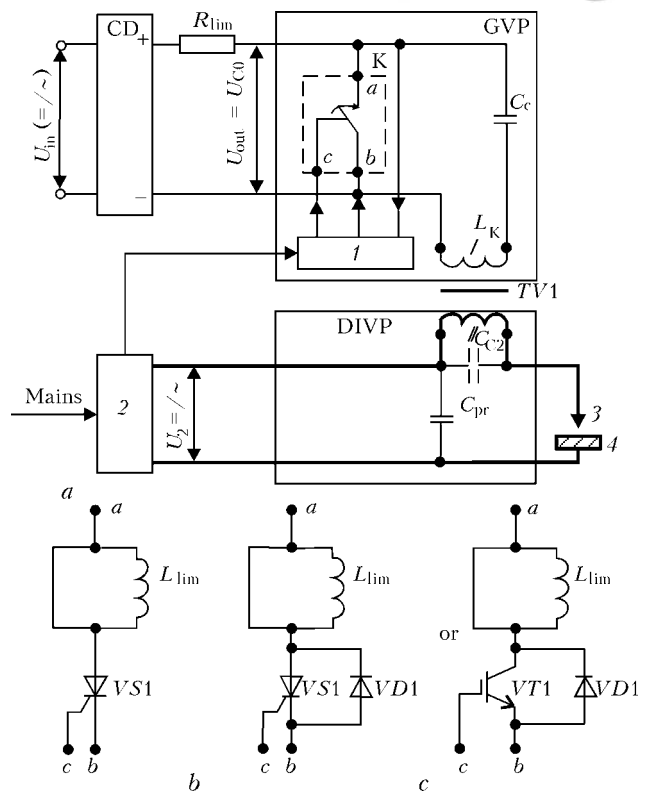 CD
+
R lim
GVP
K
a
C c
U in (=/~)
U out = U C0
c
b
–
L K
1
TV1
DIVP
C C2
Mains
2
U 2 =/~
C pr
3
4
a
a
a
a
L lim
L lim
L lim
or
VS1
VS1
VD1
VT1
VD1
c
b
c
b
c
b
b
c